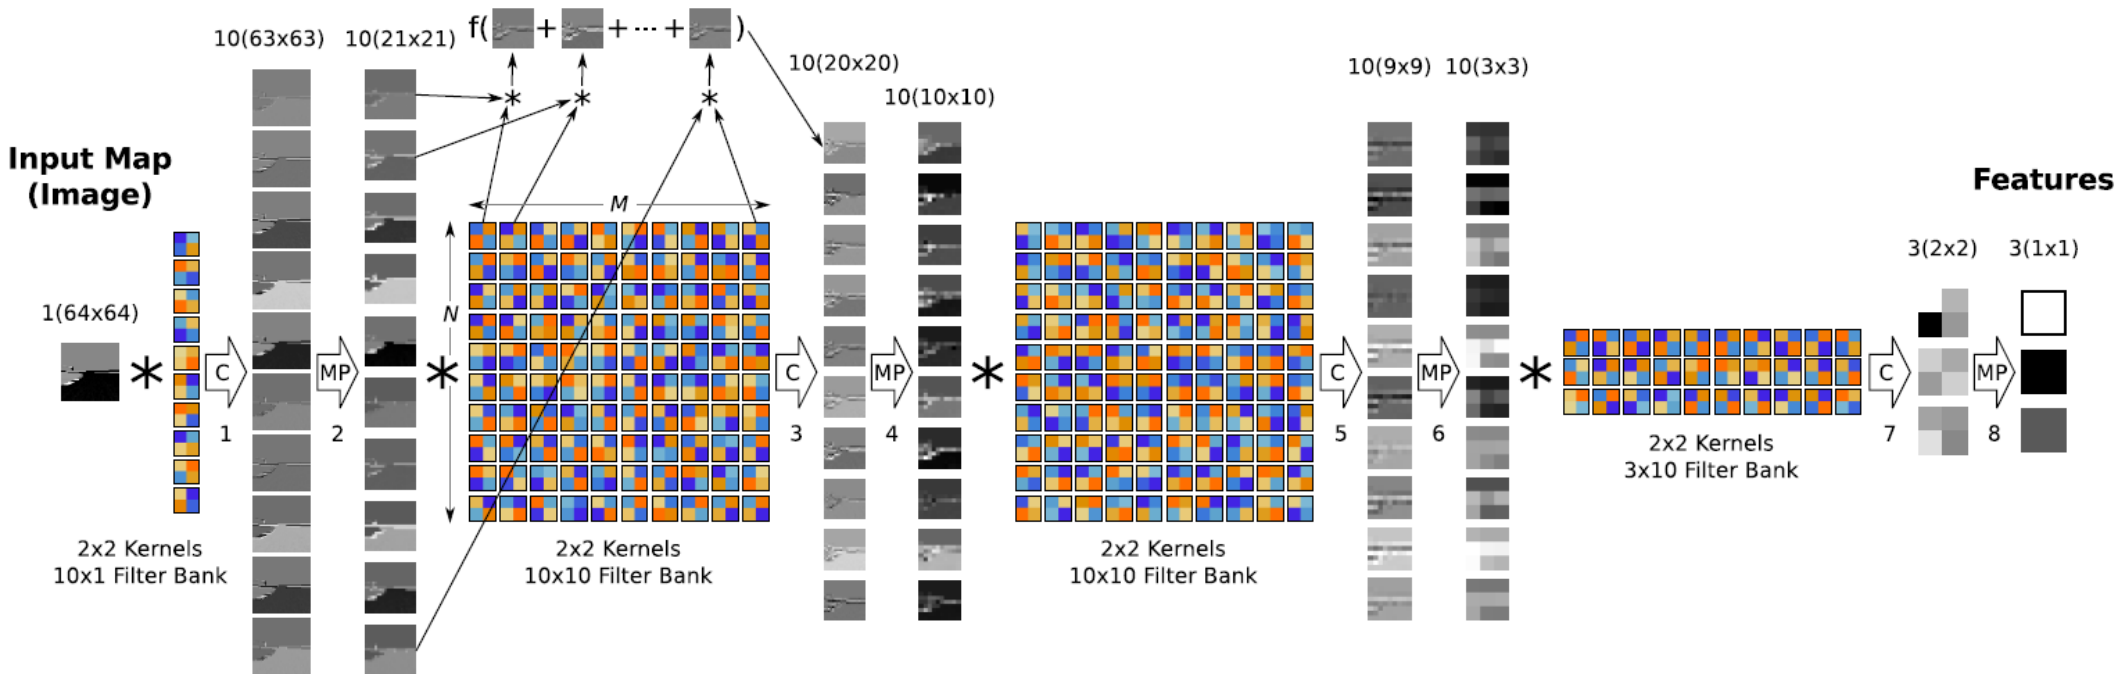 Input Map
(Image)
1(64x64)
*
2x2 Kernels
10x1 Filter Bank
C
1
10(63x63)
MP
2
10(21x21)
f( + + ... + )
* * *
*
M
N
2x2 Kernels
10x10 Filter Bank
C
3
10(20x20)
MP
4
10(10x10)
*
2x2 Kernels
10x10 Filter Bank
C
5
10(9x9)
MP
6
10(3x3)
*
2x2 Kernels
3x10 Filter Bank
C
7
3(2x2)
MP
8
3(1x1)
Features